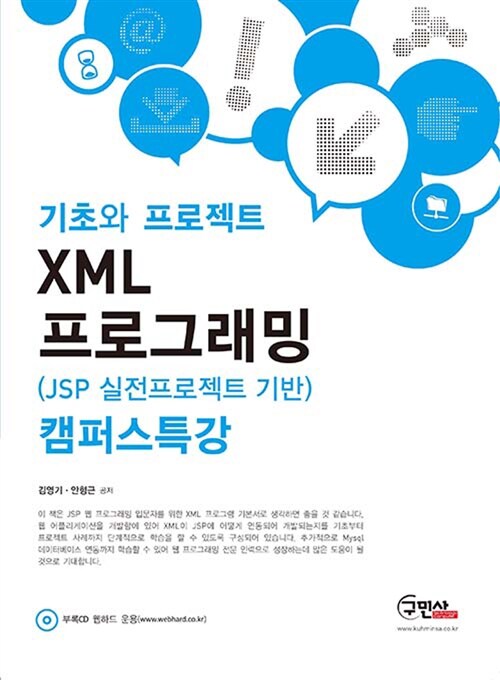 기초와 프로젝트
XML
프로그래밍
(JSP 실전프로젝트 기반)
캠퍼스특강
김영기 · 안형근 공저
이 책은 JSP 웹 프로그래밍 입문자를 위한 XML 프로그램 기본서로 생각하면 좋을 것 같습니다.
웹 어플리케이션을 개발함에 있어 XML이 JSP에 어떻게 연동되어 개발되는지를 기초부터
프로젝트 사례까지 단계적으로 학습을 할 수 있도록 구성되어 있습니다. 추가적으로 Mysql
데이터베이스 연동까지 학습할 수 있어 웹 프로그래밍 전문 인력으로 성장하는데 많은 도움이 될
것으로 기대합니다.
부록CD 웹하드 운용(www.webhard.co.kr)
구민사
www.kuhminsa.co.kr